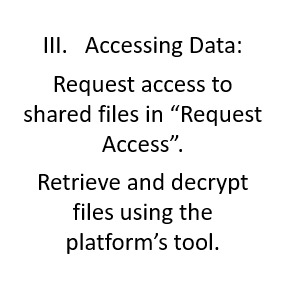 III. Accessing Data:
Request access to
shared files in “Request
Access”.
Retrieve and decrypt
files using the
platform’s tool.